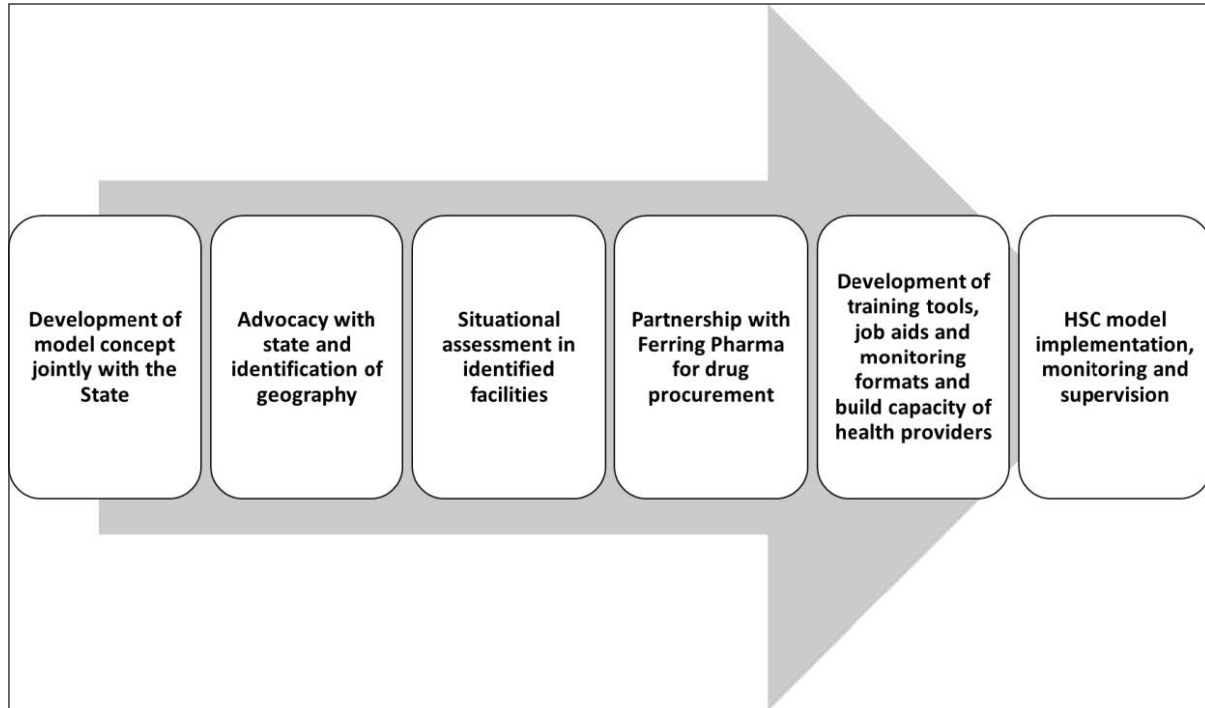 Development of
model concept
jointly with the
State
Advocacy with
state and
identification of
geography
Situational
assessment in
identified
facilities
Partnership with
Ferring Pharma
for drug
procurement
Development of
training tools,
job aids and
monitoring
formats and
build capacity of
health providers
HSC model
implementation,
monitoring and
supervision